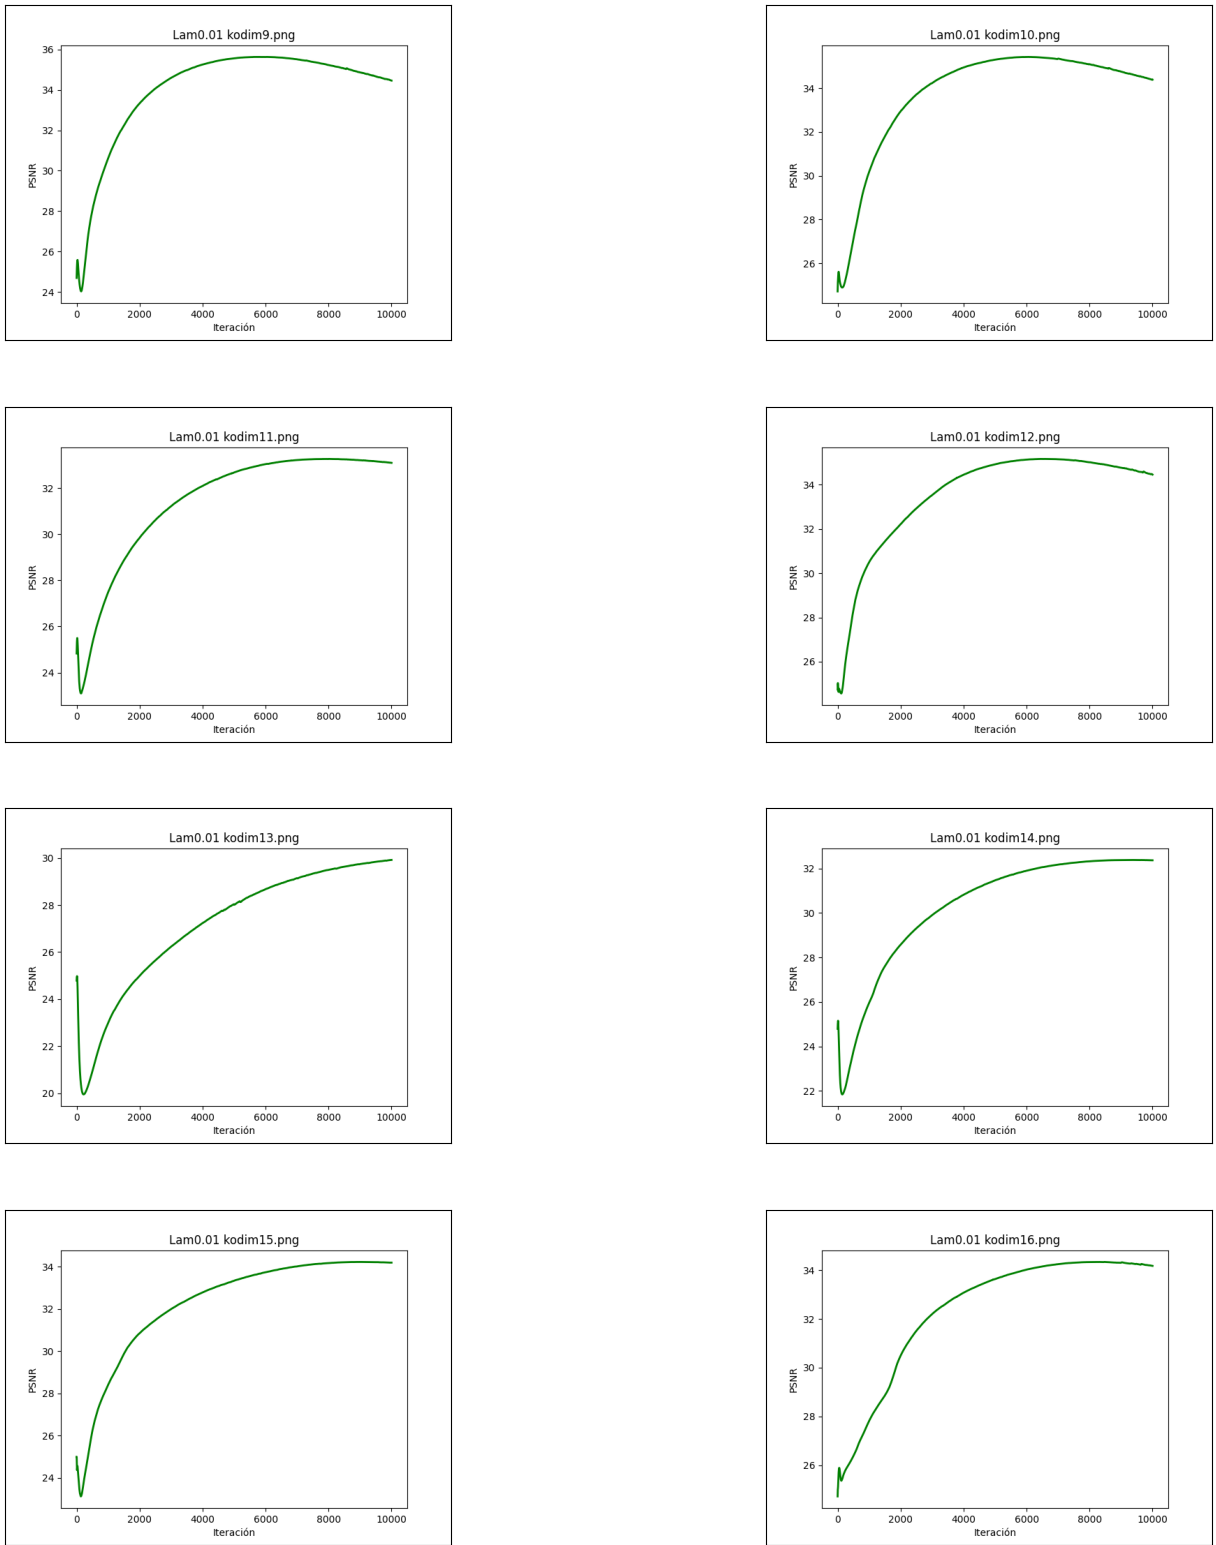 Lam0.01 kodim9.png
36
34
32
30
28
26
24
PSNR
0 2000 4000 6000 8000 10000
Iteración
Lam0.01 kodim10.png
34
32
30
28
26
PSNR
0 2000 4000 6000 8000 10000
Iteración
Lam0.01 kodim11.png
32
30
28
26
24
PSNR
0 2000 4000 6000 8000 10000
Iteración
Lam0.01 kodim12.png
34
32
30
28
26
PSNR
0 2000 4000 6000 8000 10000
Iteración
Lam0.01 kodim13.png
30
28
26
24
22
20
PSNR
0 2000 4000 6000 8000 10000
Iteración
Lam0.01 kodim14.png
32
30
28
26
24
22
PSNR
0 2000 4000 6000 8000 10000
Iteración
Lam0.01 kodim15.png
34
32
30
28
26
24
PSNR
0 2000 4000 6000 8000 10000
Iteración
Lam0.01 kodim16.png
34
32
30
28
26
PSNR
0 2000 4000 6000 8000 10000
Iteración